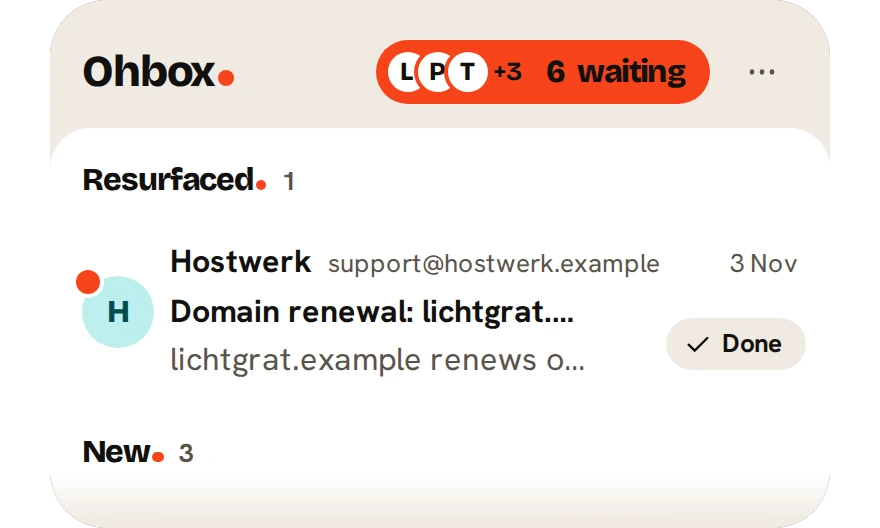 Ohbox.
L P T +3 6 waiting ...
Resurfaced. 1
Hostwerk support@hostwerk.example 3 Nov
H
Domain renewal: lichtgrat....
lichtgrat.example renews o...
Done
New. 3